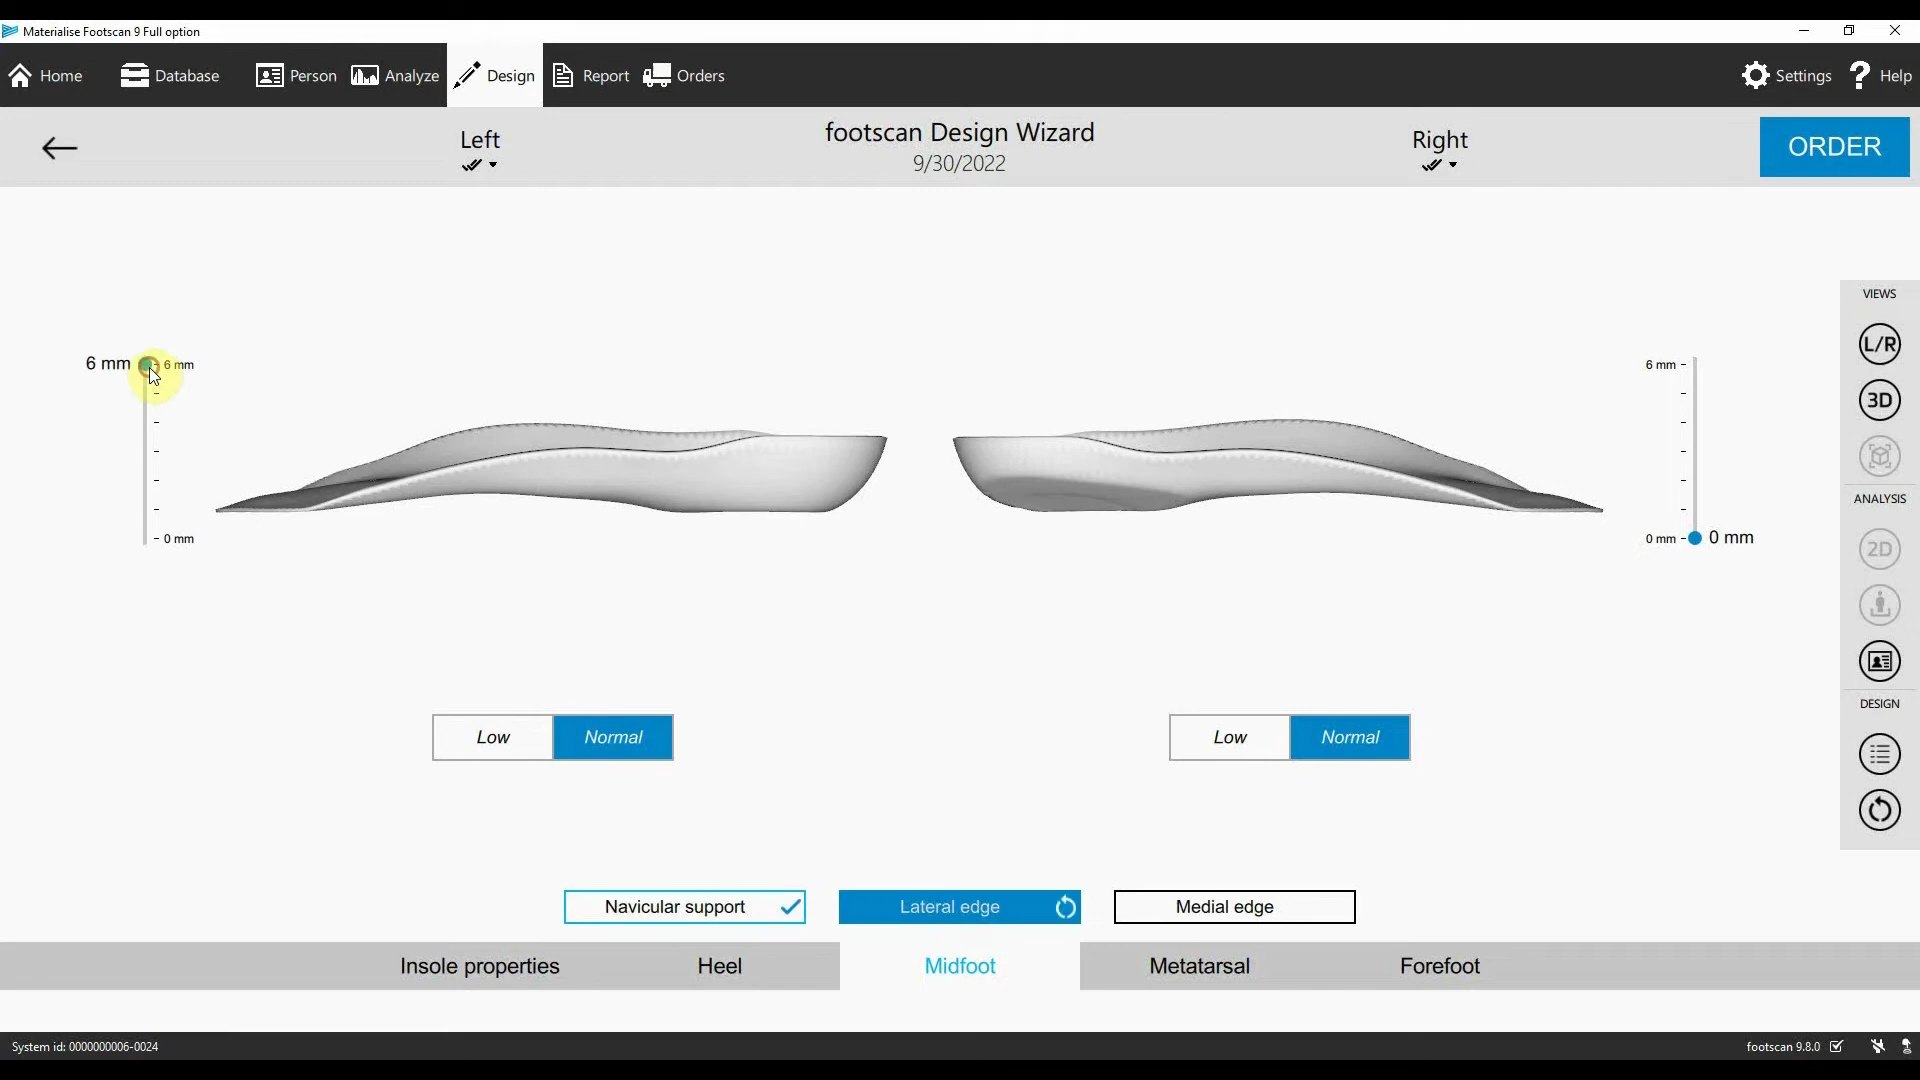 Materialise Footscan 9 Full option
Home
Database
Person
Analyze
Design
Report
Orders
Settings
? Help
Left
footscan Design Wizard
9/30/2022
Right
ORDER
VIEWS
L/R
3D
ANALYSIS
2D
DESIGN
6 mm
6 mm
0 mm
6 mm
0 mm
0 mm
Low
Normal
Low
Normal
Navicular support
Lateral edge
Medial edge
Insole properties
Heel
Midfoot
Metatarsal
Forefoot
System id: 0000000006-0024
footscan 9.8.0